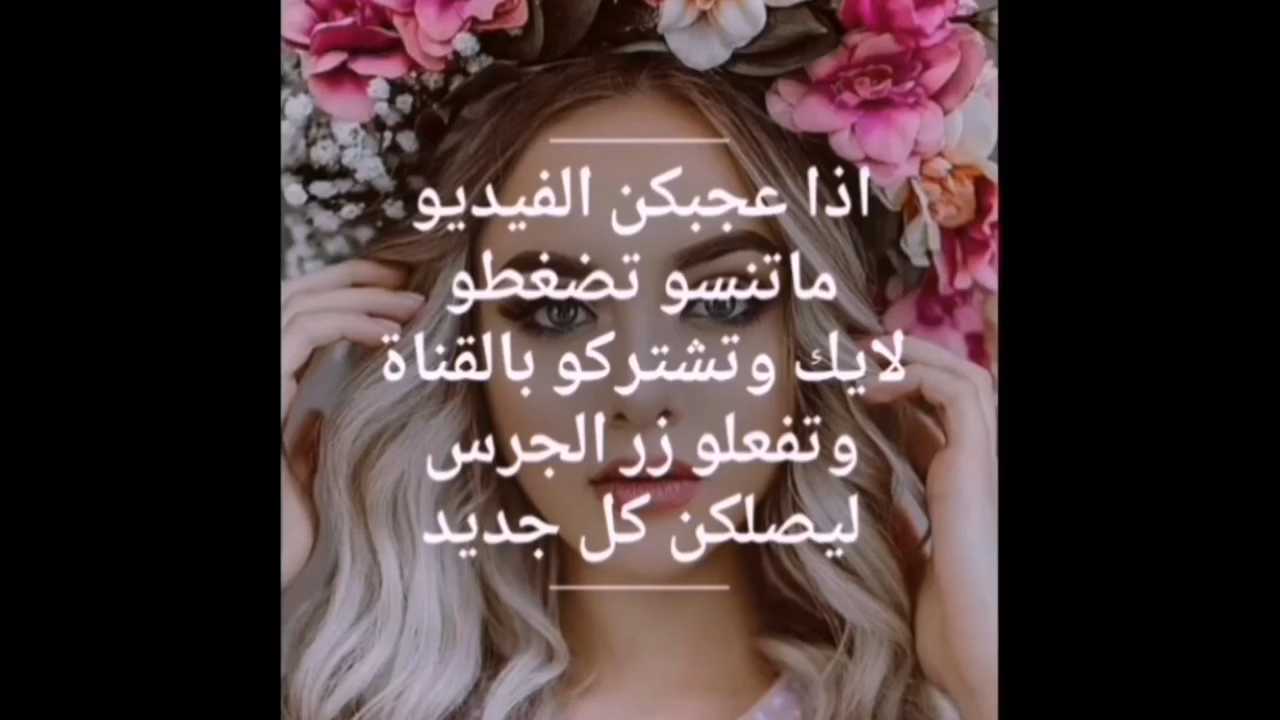 اذا عجبكن الفيديو
ماتنسو تضغطو
لايك وتشتركو بالقناة
وتفعلو زر الجرس
ليصلكن كل جديد